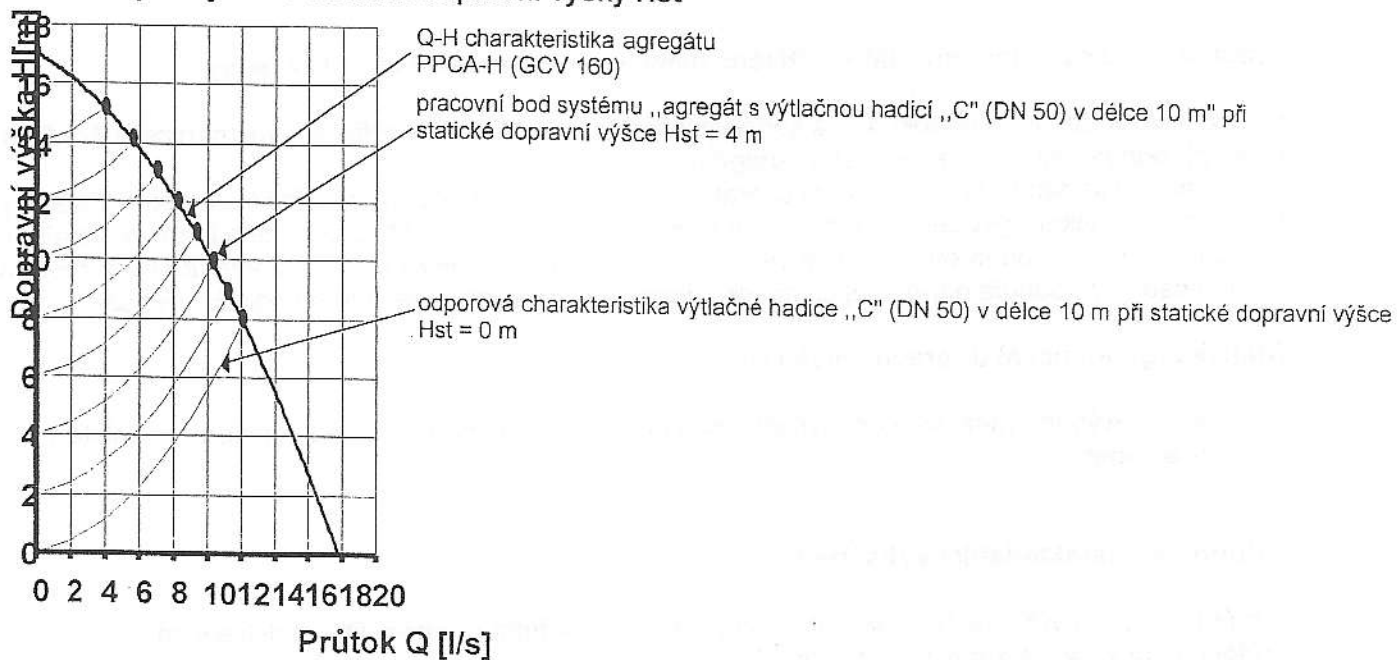 výšky Hst
Dopravní výška H[m]
18
16
14
12
10
8
6
4
2
0
Q-H charakteristika agregátu
PPCA-H (GCV 160)
pracovní bod systému ,,agregát s výtlačnou hadicí ,,C" (DN 50) v délce 10 m" při
statické dopravní výšce Hst = 4 m
odporová charakteristika výtlačné hadice ,,C" (DN 50) v délce 10 m při statické dopravní výšce
Hst = 0 m
0 2 4 6 8 10 12 14 16 18 20
Průtok Q [l/s]